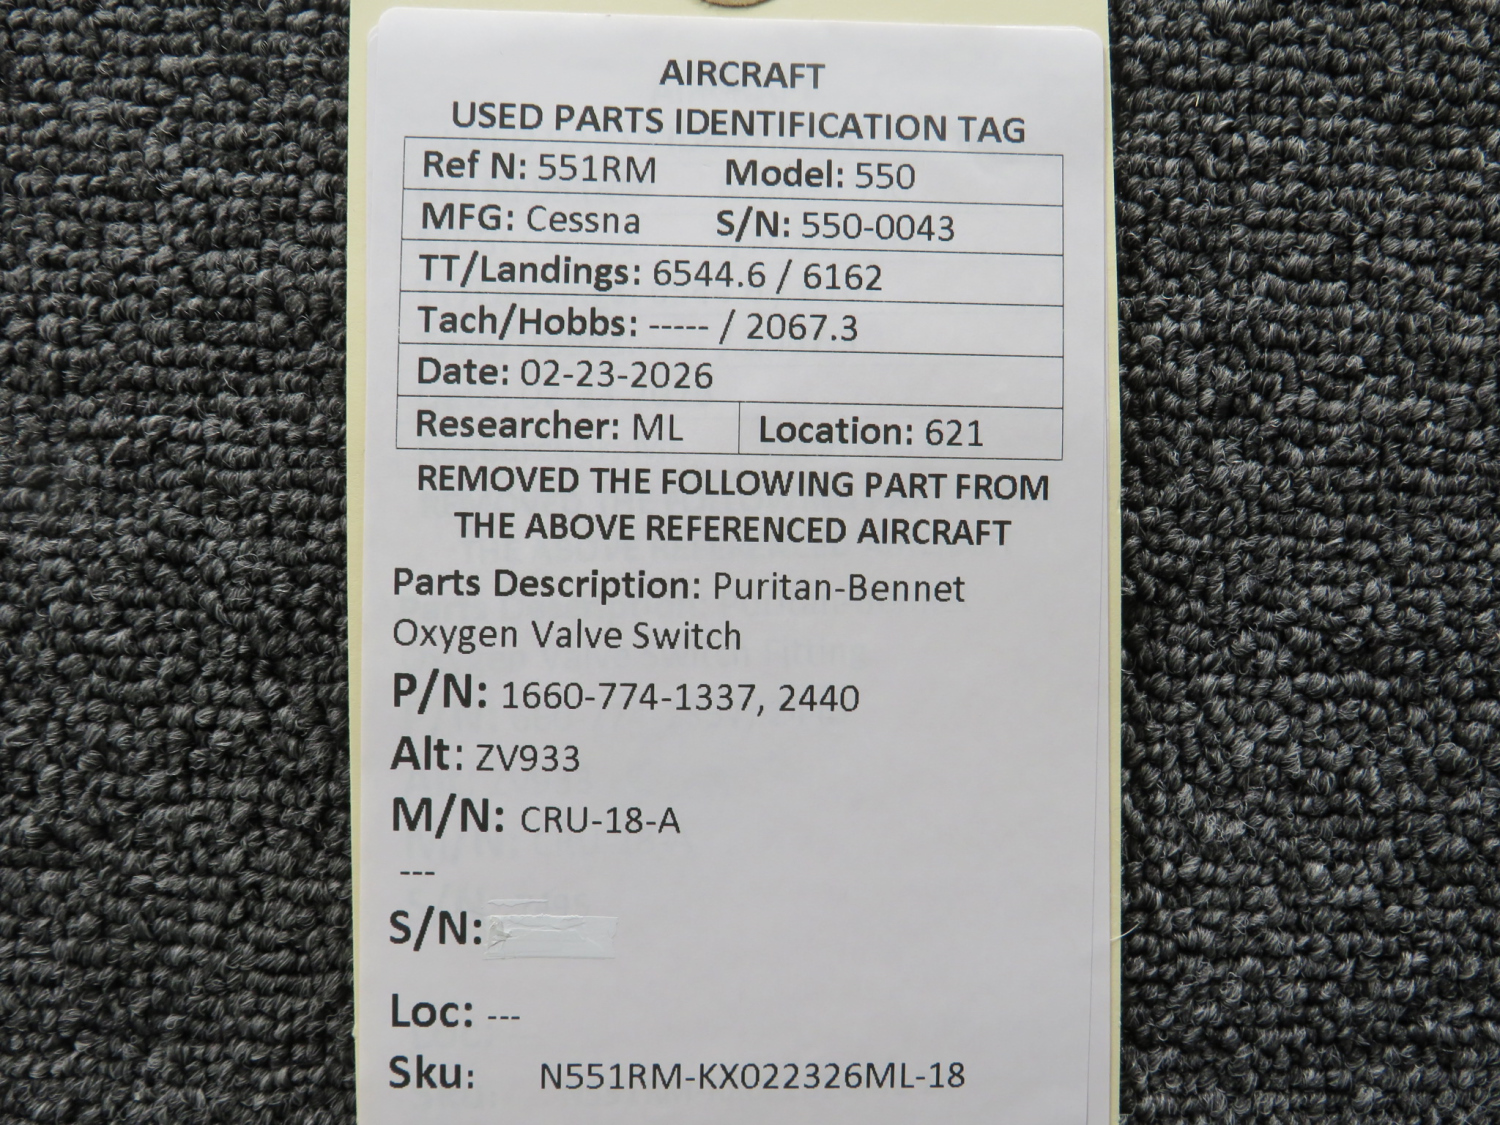 AIRCRAFT
USED PARTS IDENTIFICATION TAG
Ref N: 551RM Model: 550
MFG: Cessna S/N: 550-0043
TT/Landings: 6544.6 / 6162
Tach/Hobbs: ----- / 2067.3
Date: 02-23-2026
Researcher: ML Location: 621
REMOVED THE FOLLOWING PART FROM
THE ABOVE REFERENCED AIRCRAFT
Parts Description: Puritan-Bennet
Oxygen Valve Switch
P/N: 1660-774-1337, 2440
Alt: ZV933
M/N: CRU-18-A
---
S/N:
Loc: ---
Sku: N551RM-KX022326ML-18